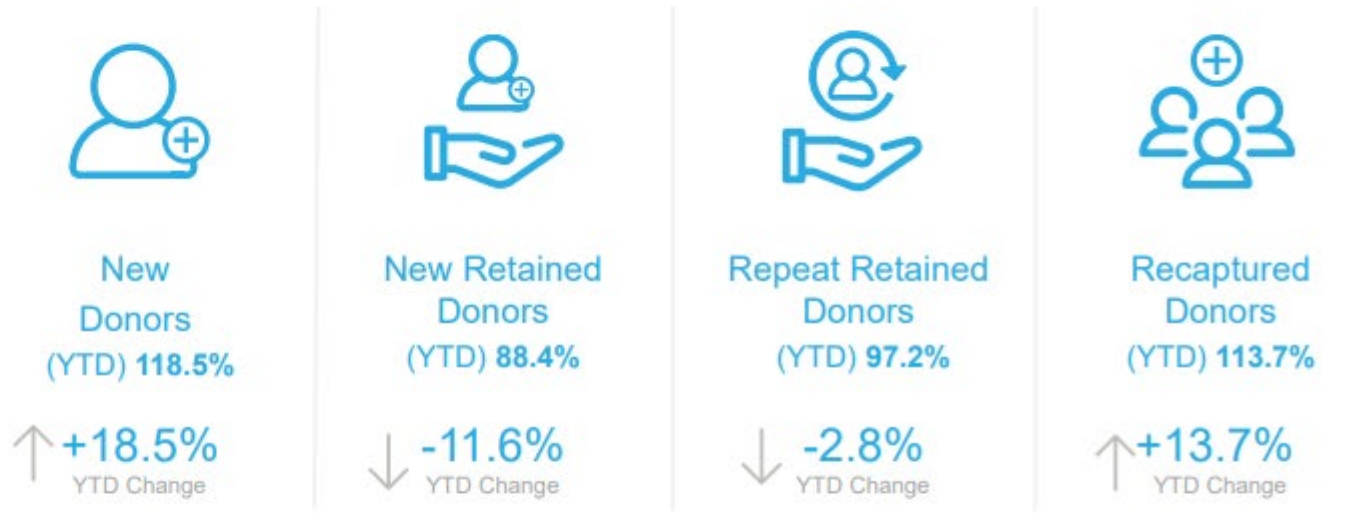 New
Donors
(YTD) 118.5%
+18.5%
YTD Change
New Retained
Donors
(YTD) 88.4%
-11.6%
YTD Change
Repeat Retained
Donors
(YTD) 97.2%
-2.8%
YTD Change
Recaptured
Donors
(YTD) 113.7%
+13.7%
YTD Change